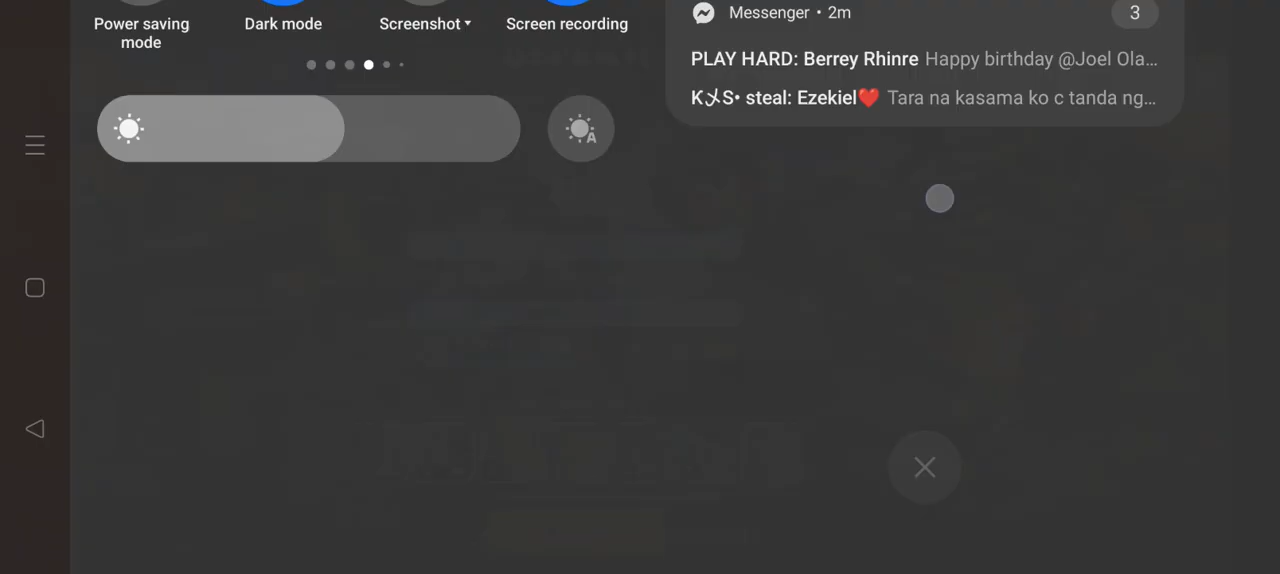 Power saving
mode
Dark mode
Screenshot
Screen recording
A
Messenger • 2m
3
PLAY HARD: Berrey Rhinre Happy birthday @Joel Ola...
K乄S• steal: Ezekiel❤️ Tara na kasama ko c tanda ng...